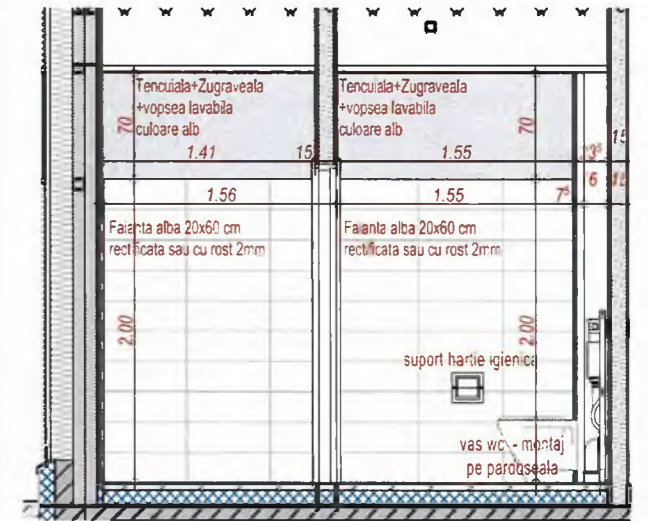 Tencuiala+Zugraveala
+vopsea lavabila
culoare alb
Tencuiala+Zugraveala
+vopsea lavabila
culoare alb
70
70
1.41
15
1.55
15
1.56
1.55
7⁵
6
Faianta alba 20x60 cm
rectificata sau cu rost 2mm
Faianta alba 20x60 cm
rectificata sau cu rost 2mm
2.00
2.00
suport hartie igienica
vas wc - montaj
pe pardoseala